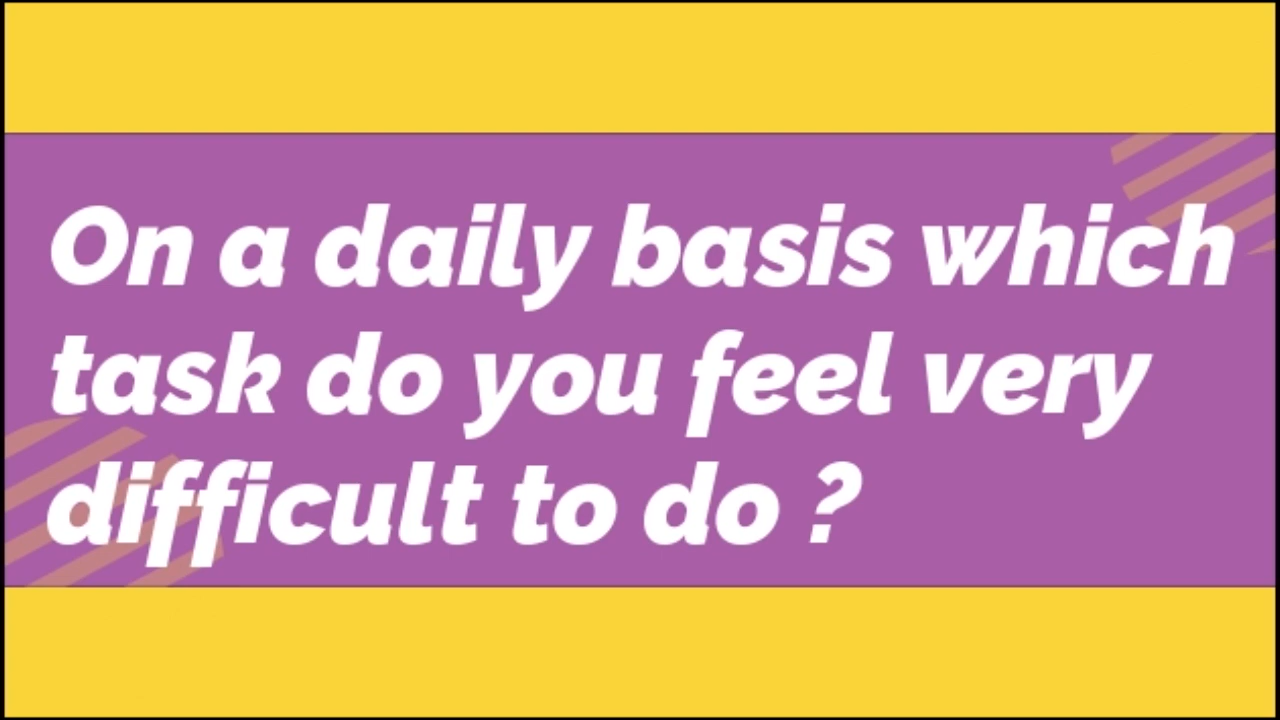 On a daily basis which
task do you feel very
difficult to do ?